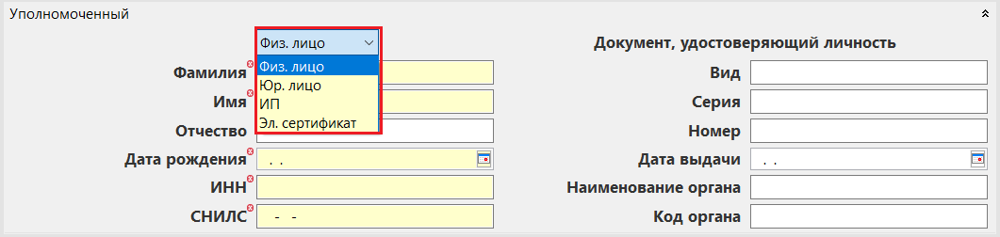 Уполномоченный
Физ. лицо
Документ, удостоверяющий личность
Физ. лицо
Юр. лицо
ИП
Эл. сертификат
Фамилия
Вид
Имя
Серия
Отчество
Номер
Дата рождения . .
Дата выдачи . .
ИНН
Наименование органа
СНИЛС - -
Код органа